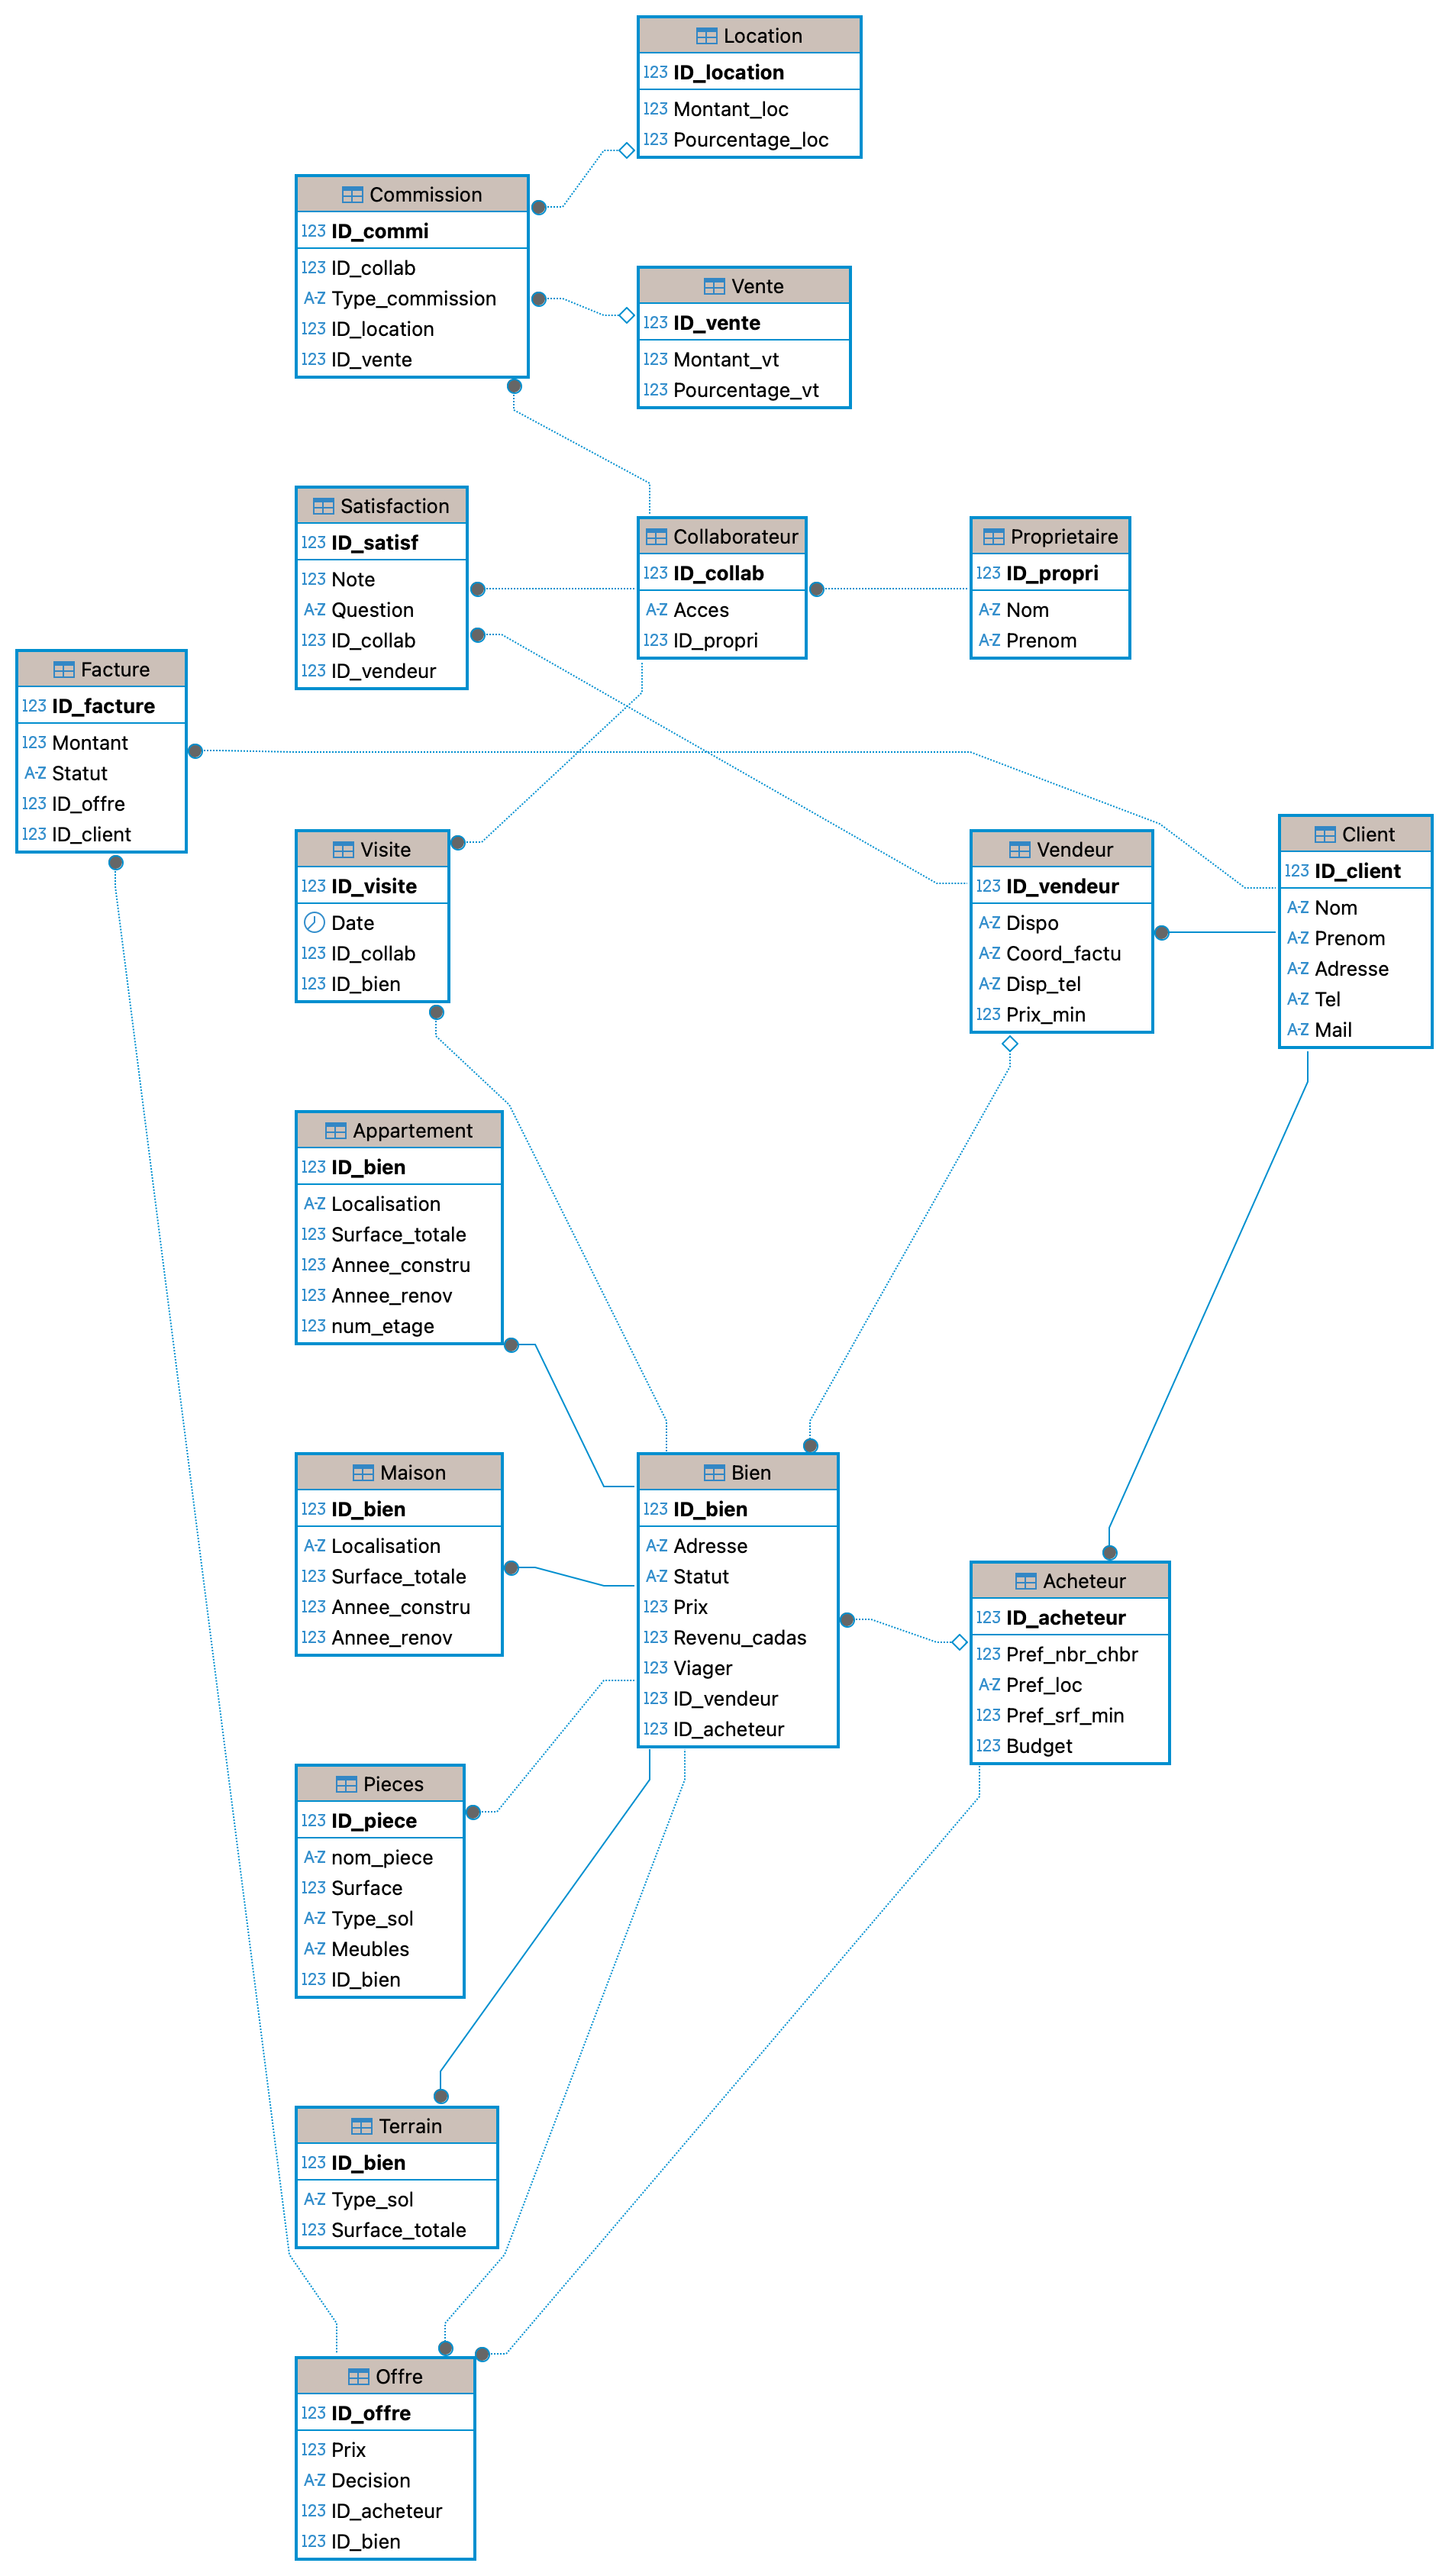 Location
123 ID_location
123 Montant_loc
123 Pourcentage_loc
Commission
123 ID_commi
123 ID_collab
A-Z Type_commission
123 ID_location
123 ID_vente
Vente
123 ID_vente
123 Montant_vt
123 Pourcentage_vt
Satisfaction
123 ID_satisf
123 Note
A-Z Question
123 ID_collab
123 ID_vendeur
Collaborateur
123 ID_collab
A-Z Acces
123 ID_propri
Proprietaire
123 ID_propri
A-Z Nom
A-Z Prenom
Facture
123 ID_facture
123 Montant
A-Z Statut
123 ID_offre
123 ID_client
Visite
123 ID_visite
Date
123 ID_collab
123 ID_bien
Vendeur
123 ID_vendeur
A-Z Dispo
A-Z Coord_factu
A-Z Disp_tel
123 Prix_min
Client
123 ID_client
A-Z Nom
A-Z Prenom
A-Z Adresse
A-Z Tel
A-Z Mail
Appartement
123 ID_bien
A-Z Localisation
123 Surface_totale
123 Annee_constru
123 Annee_renov
123 num_etage
Maison
123 ID_bien
A-Z Localisation
123 Surface_totale
123 Annee_constru
123 Annee_renov
Bien
123 ID_bien
A-Z Adresse
A-Z Statut
123 Prix
123 Revenu_cadas
123 Viager
123 ID_vendeur
123 ID_acheteur
Acheteur
123 ID_acheteur
123 Pref_nbr_chbr
A-Z Pref_loc
123 Pref_srf_min
123 Budget
Pieces
123 ID_piece
A-Z nom_piece
123 Surface
A-Z Type_sol
A-Z Meubles
123 ID_bien
Terrain
123 ID_bien
A-Z Type_sol
123 Surface_totale
Offre
123 ID_offre
123 Prix
A-Z Decision
123 ID_acheteur
123 ID_bien